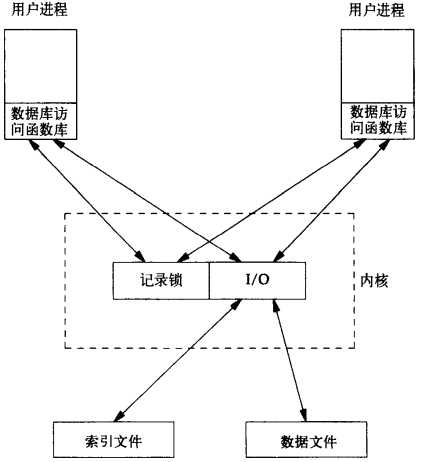 用户进程
用户进程
数据库访
问函数库
数据库访
问函数库
记录锁
I/O
内核
索引文件
数据文件